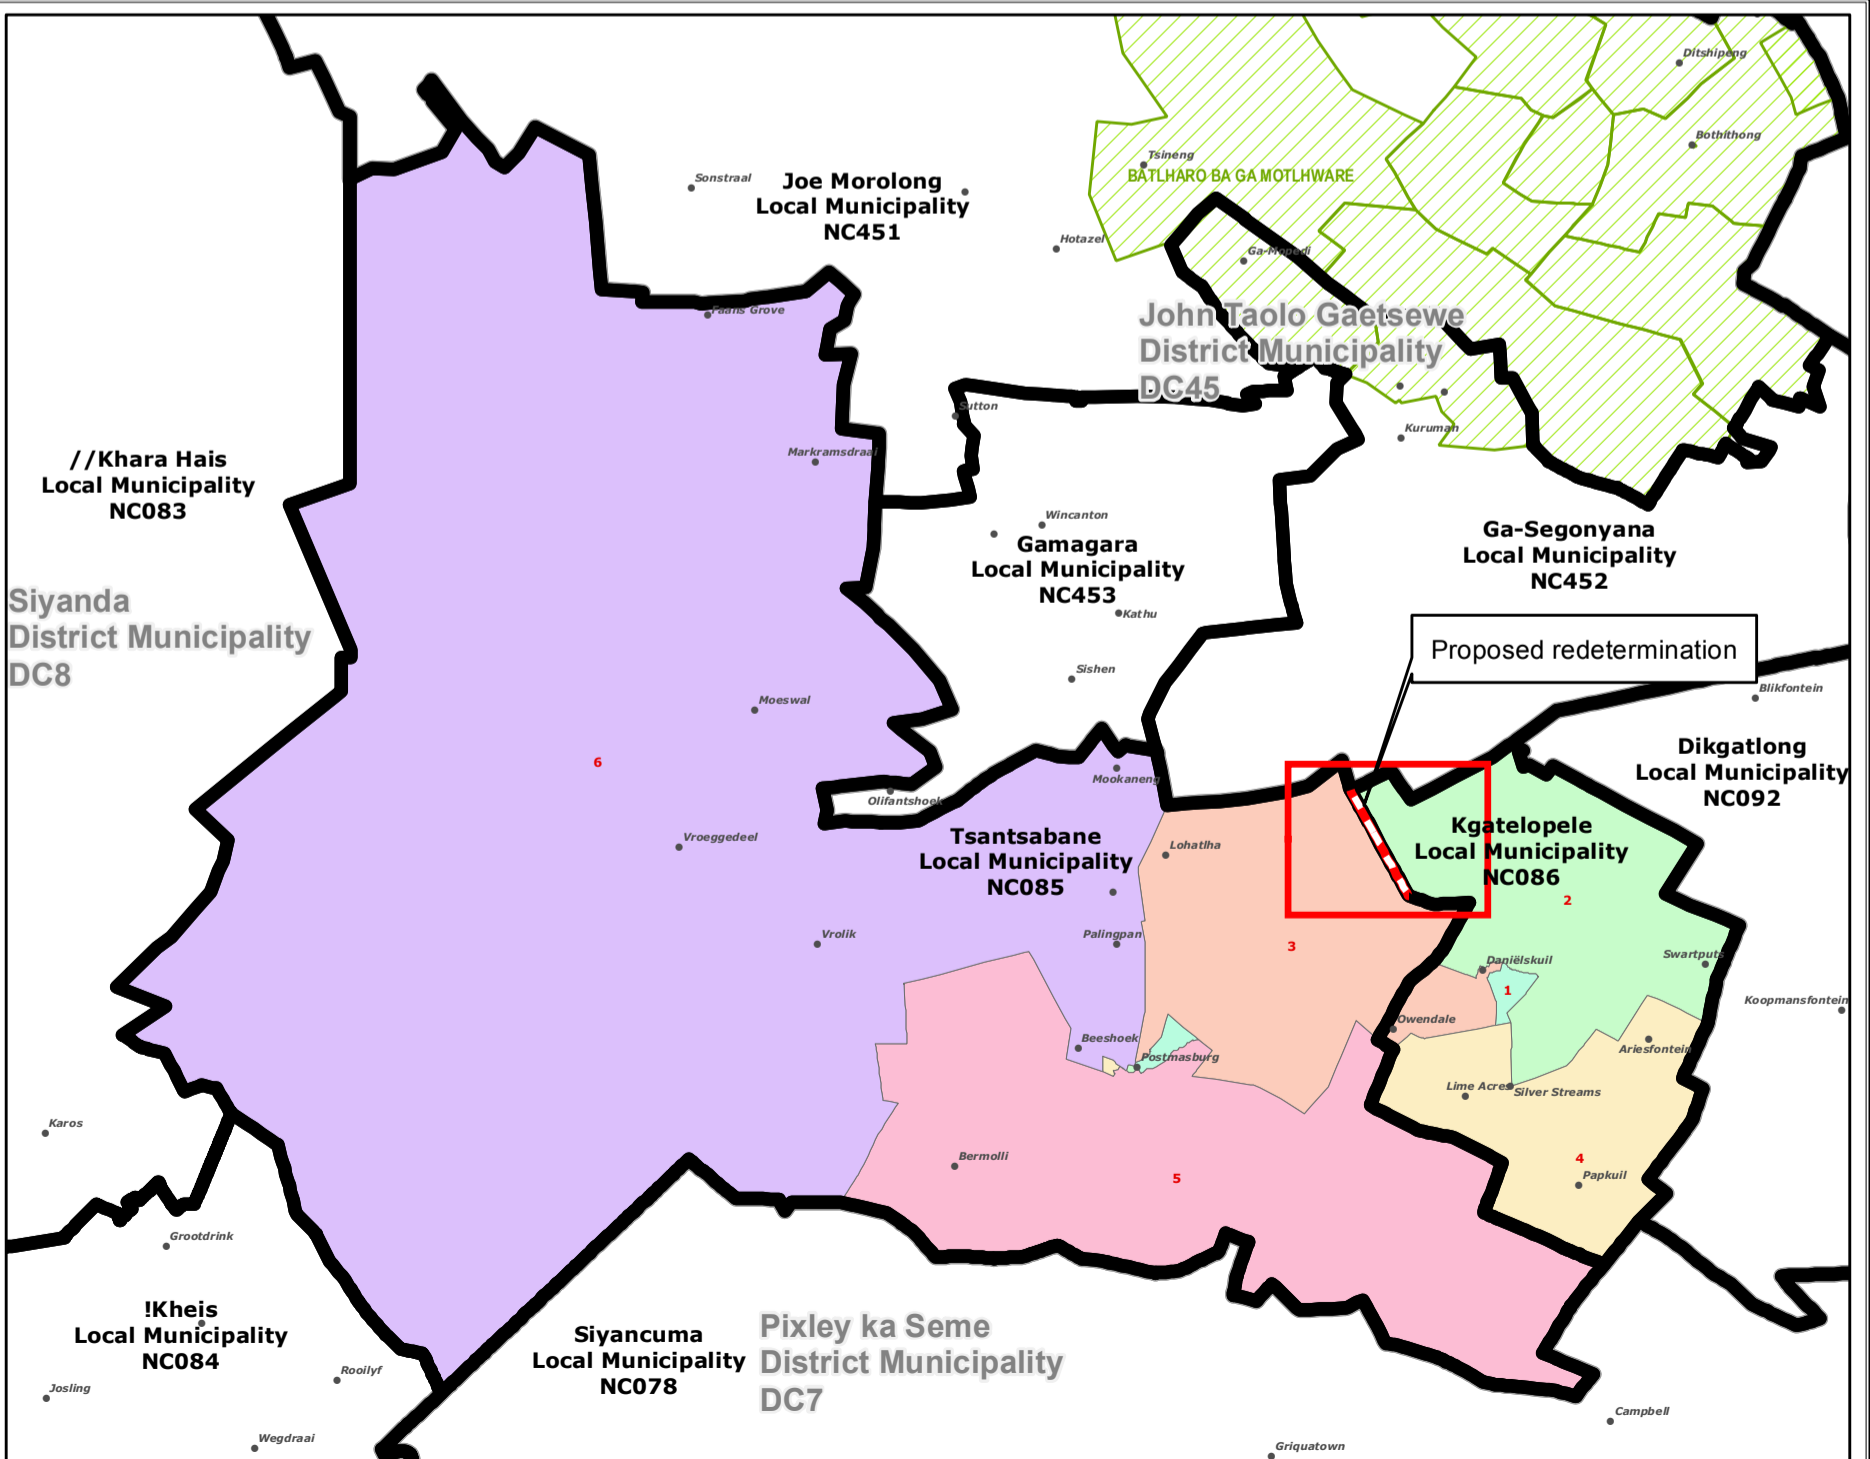 Ditshipeng
Bothithong
Tsineng
BATLHARO BA GA MOTLHWARE
Sonstraal
Joe Morolong
Local Municipality
NC451
Hotazel
Ga-Mopedi
Faans Grove
John Taolo Gaetsewe
District Municipality
DC45
Sutton
Kuruman
Markramsdraai
//Khara Hais
Local Municipality
NC083
Wincanton
Gamagara
Local Municipality
NC453
Kathu
Ga-Segonyana
Local Municipality
NC452
Siyanda
District Municipality
DC8
Proposed redetermination
Sishen
Moeswal
Blikfontein
6
Dikgatlong
Local Municipality
NC092
Mookaneng
Olifantshoek
Vroeggedeel
Tsantsabane
Local Municipality
NC085
Lohatlha
Kgatelopele
Local Municipality
NC086
2
Vrolik
Palingpan
3
Swartputs
Daniëlskuil
1
Koopmansfontein
Owendale
Beeshoek
Postmasburg
Ariesfontein
Lime Acres
Silver Streams
Karos
Bermolli
5
4
Papkuil
Grootdrink
!Kheis
Local Municipality
NC084
Siyancuma
Local Municipality
NC078
Pixley ka Seme
District Municipality
DC7
Rooilyf
Josling
Wegdraai
Campbell
Griquatown